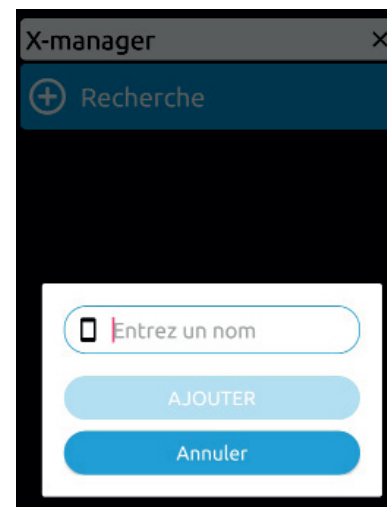 X-manager
Recherche
Entrez un nom
AJOUTER
Annuler